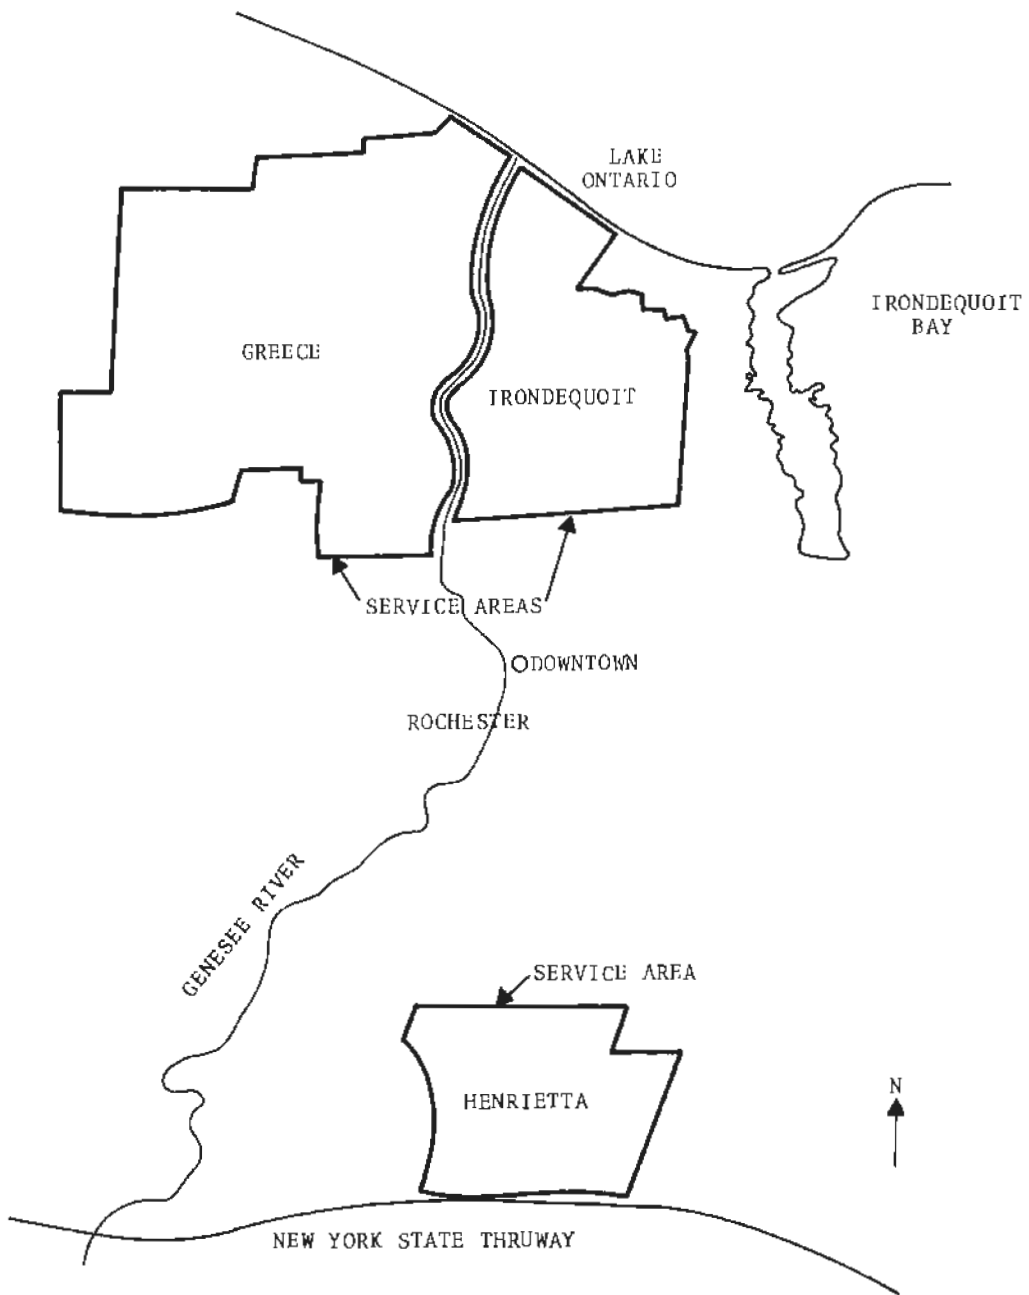 LAKE
ONTARIO
IRONDEQUOIT
BAY
GREECE
IRONDEQUOIT
SERVICE AREAS
DOWNTOWN
ROCHESTER
GENESEE RIVER
SERVICE AREA
HENRIETTA
N
NEW YORK STATE THRUWAY